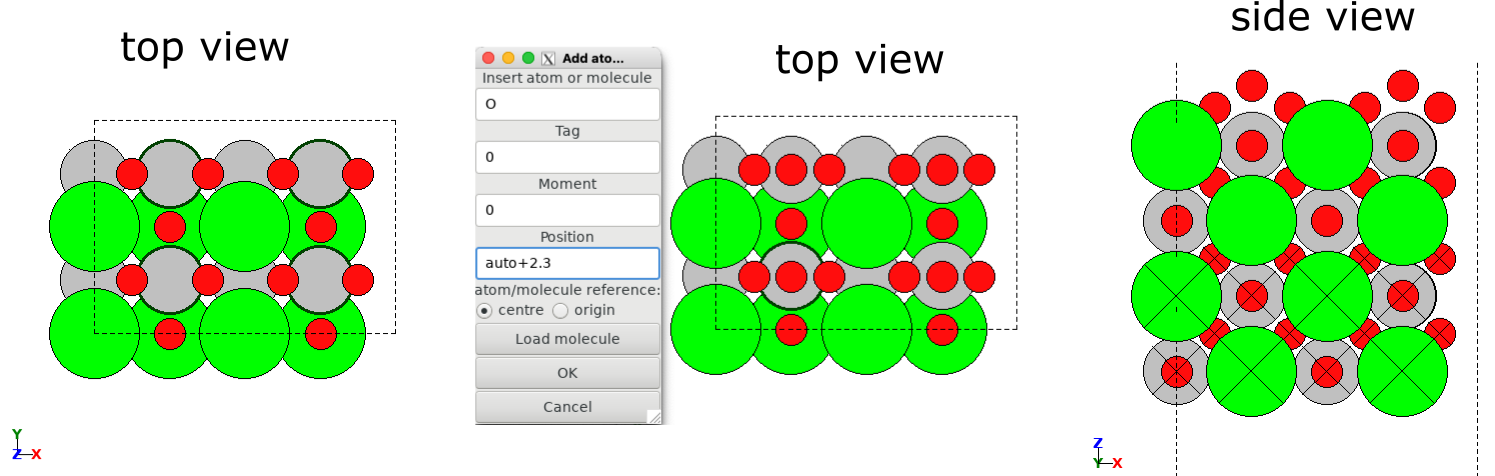 top view
Y
Z
X
X Add ato...
Insert atom or molecule
O
Tag
0
Moment
0
Position
auto+2.3
atom/molecule reference:
centre origin
Load molecule
OK
Cancel
top view
side view
Z
Y
X